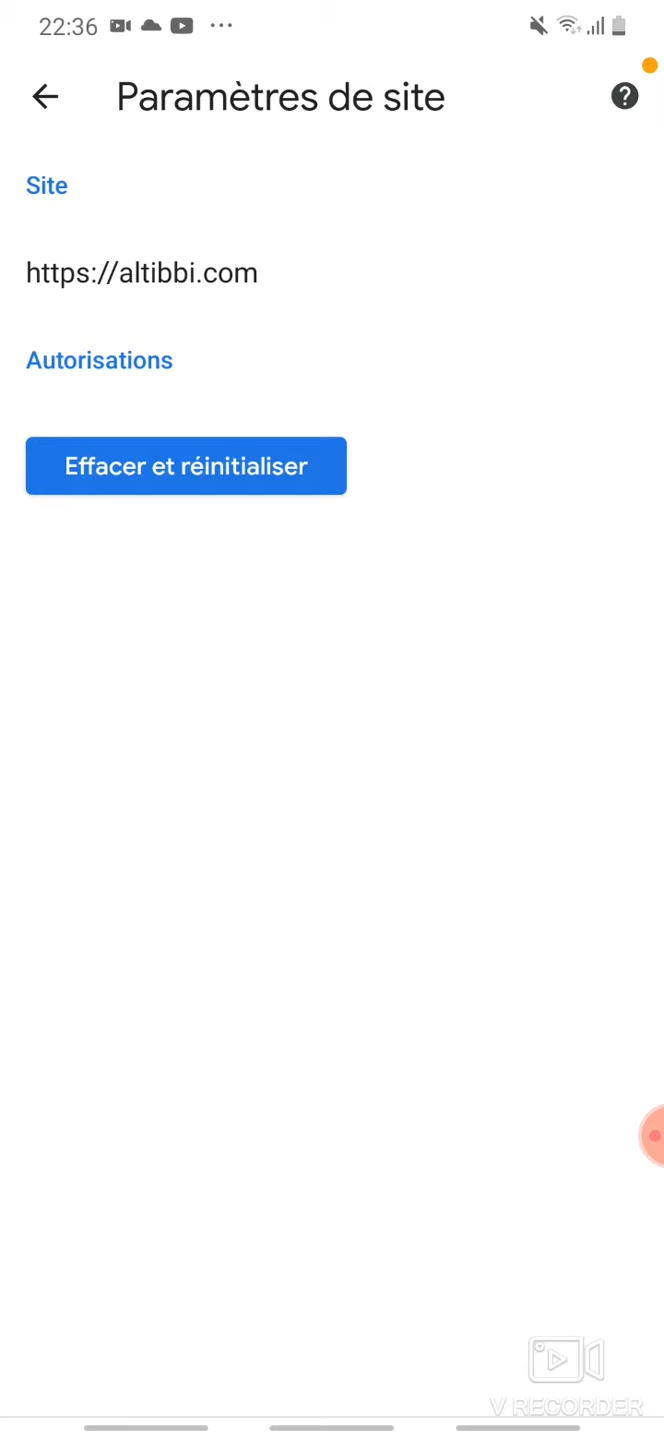 22:36
Paramètres de site
Site
https://altibbi.com
Autorisations
Effacer et réinitialiser
V RECORDER